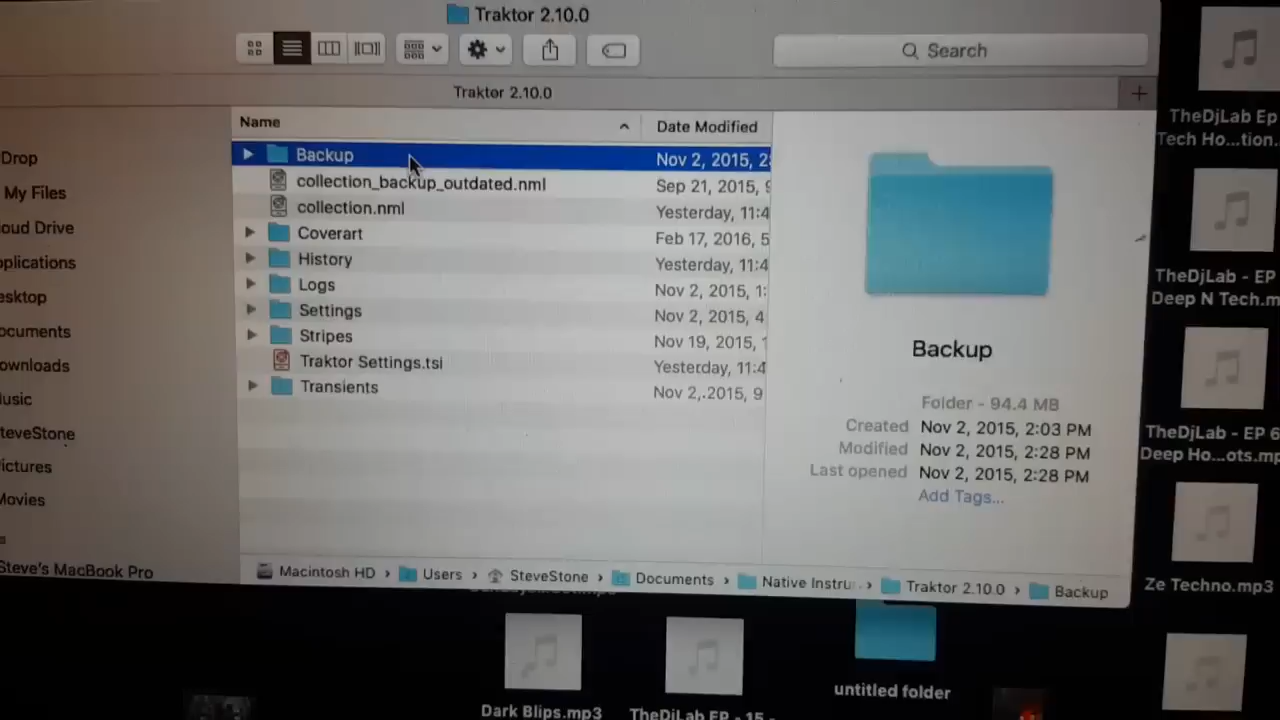 Traktor 2.10.0
Search
Traktor 2.10.0
Name
Date Modified
Drop
My Files
oud Drive
pplications
esktop
ocuments
ownloads
usic
teveStone
ictures
Movies
Steve's MacBook Pro
Backup Nov 2, 2015, 2
collection_backup_outdated.nml Sep 21, 2015, 9
collection.nml Yesterday, 11:4
Coverart Feb 17, 2016, 5
History Yesterday, 11:4
Logs Nov 2, 2015, 1:
Settings Nov 2, 2015, 4
Stripes Nov 19, 2015, 1
Traktor Settings.tsi Yesterday, 11:4
Transients Nov 2, 2015, 9
Backup
Folder - 94.4 MB
Created Nov 2, 2015, 2:03 PM
Modified Nov 2, 2015, 2:28 PM
Last opened Nov 2, 2015, 2:28 PM
Add Tags...
Macintosh HD › Users › SteveStone › Documents › Native Instru › Traktor 2.10.0 › Backup
TheDjLab Ep
Tech Ho...tion.
TheDjLab - EP
Deep N Tech.m
TheDjLab - EP 6
Deep Ho...ots.mp
Ze Techno.mp3
untitled folder
Dark Blips.mp3
TheDjLab EP - 15 -